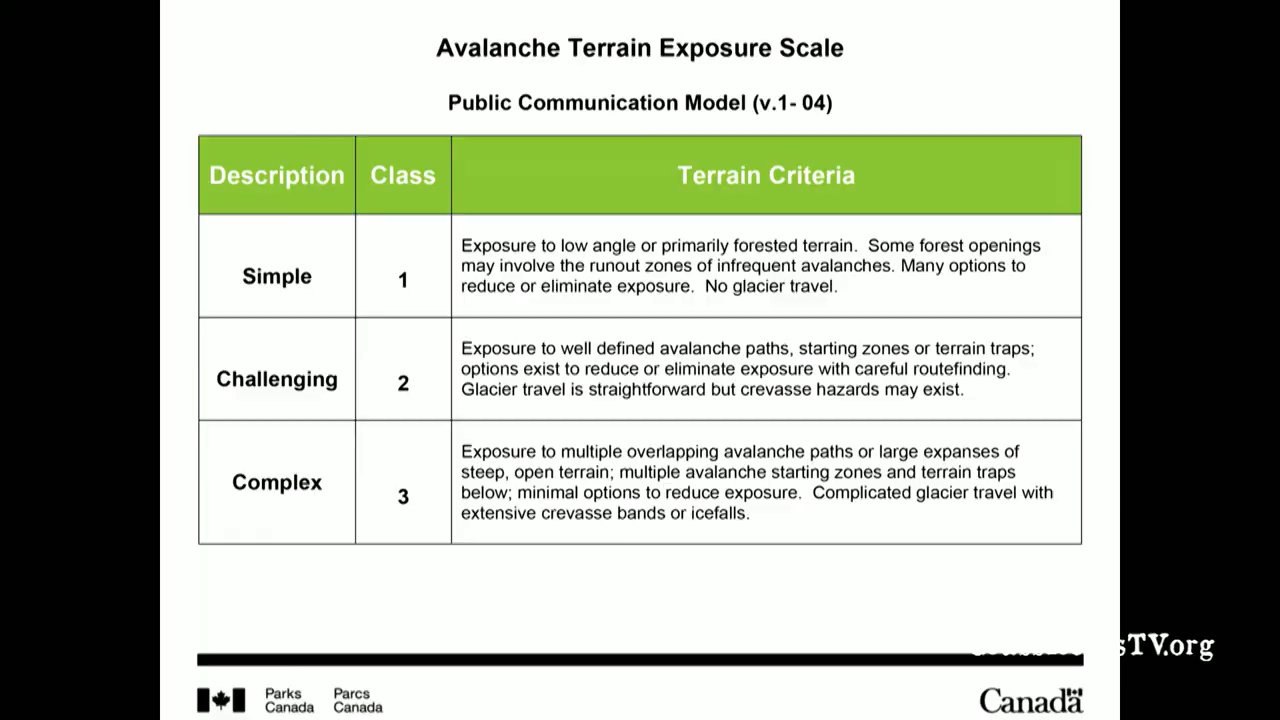 Avalanche Terrain Exposure Scale
Public Communication Model (v.1- 04)
Description Class Terrain Criteria
Simple 1 Exposure to low angle or primarily forested terrain. Some forest openings
may involve the runout zones of infrequent avalanches. Many options to
reduce or eliminate exposure. No glacier travel.
Challenging 2 Exposure to well defined avalanche paths, starting zones or terrain traps;
options exist to reduce or eliminate exposure with careful routefinding.
Glacier travel is straightforward but crevasse hazards may exist.
Complex 3 Exposure to multiple overlapping avalanche paths or large expanses of
steep, open terrain; multiple avalanche starting zones and terrain traps
below; minimal options to reduce exposure. Complicated glacier travel with
extensive crevasse bands or icefalls.
sTV.org
Parks Parcs
Canada Canada
Canada